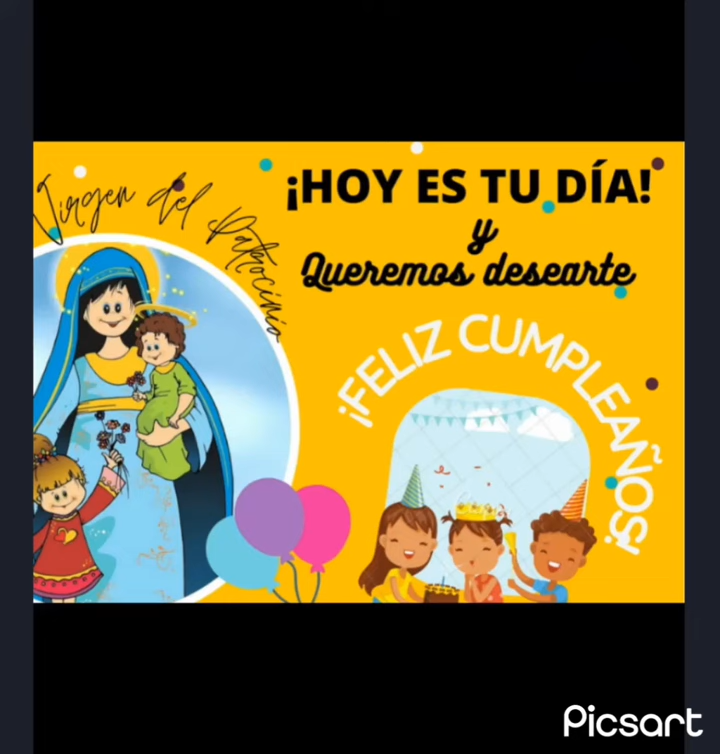 Virgen del Patrocinio
¡HOY ES TU DÍA!
y
Queremos desearte
¡FELIZ CUMPLEAÑOS!
Picsart